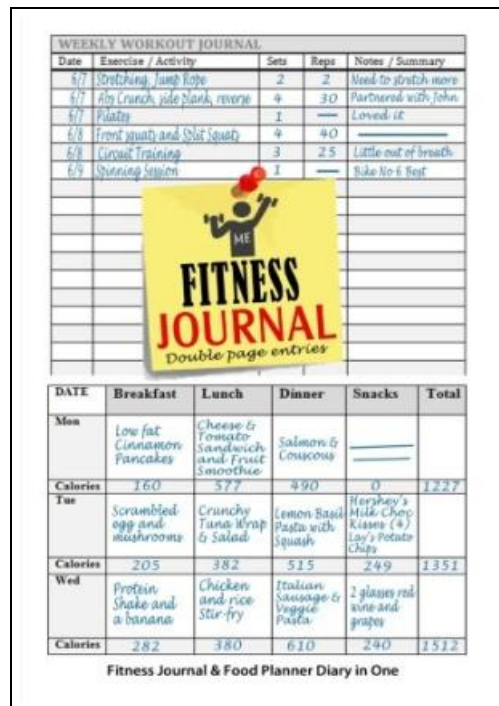 WEEKLY WORKOUT JOURNAL
Date Exercise / Activity Sets Reps Notes / Summary
6/7 Stretching, Jump Rope 2 2 Need to stretch more
6/7 Abs Crunch, side plank, reverse 4 30 Partnered with John
6/7 Pilates 1 — Loved it
6/8 Front squats and Split Squats 4 40
6/8 Circuit Training 3 25 Little out of breath
6/9 Spinning Session 1 — Bike No 6 Best
ME
FITNESS
JOURNAL
Double page entries
DATE Breakfast Lunch Dinner Snacks Total
Mon
Low fat Cinnamon Pancakes
Cheese & Tomato Sandwich and Fruit Smoothie
Salmon & Couscous
Calories 160 577 490 0 1227
Tue
Scrambled egg and mushrooms
Crunchy Tuna Wrap & Salad
Lemon Basil Pasta with Squash
Hershey's Milk Choc Kisses (4) Lay's Potato Chips
Calories 205 382 515 249 1351
Wed
Protein Shake and a banana
Chicken and rice Stir-fry
Italian Sausage & Veggie Pasta
2 glasses red wine and grapes
Calories 282 380 610 240 1512
Fitness Journal & Food Planner Diary in One